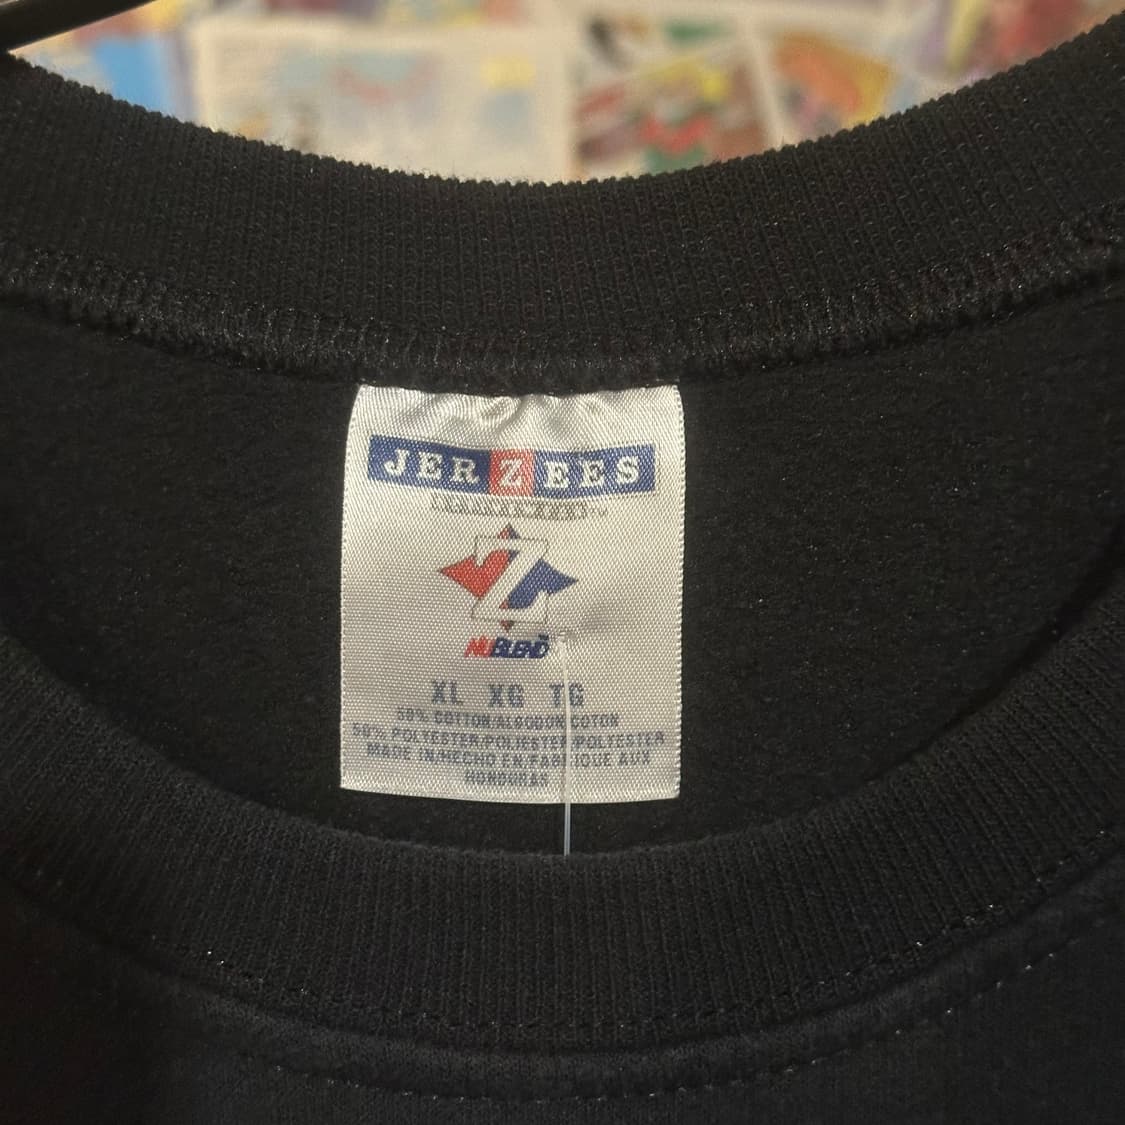 JERZEES
Z
NUBLEND™
XL XG TG
50% COTTON/ALGODON/COTON
50% POLYESTER/POLIESTER/POLYESTER
MADE IN/HECHO EN/FABRIQUE AUX
HONDURAS